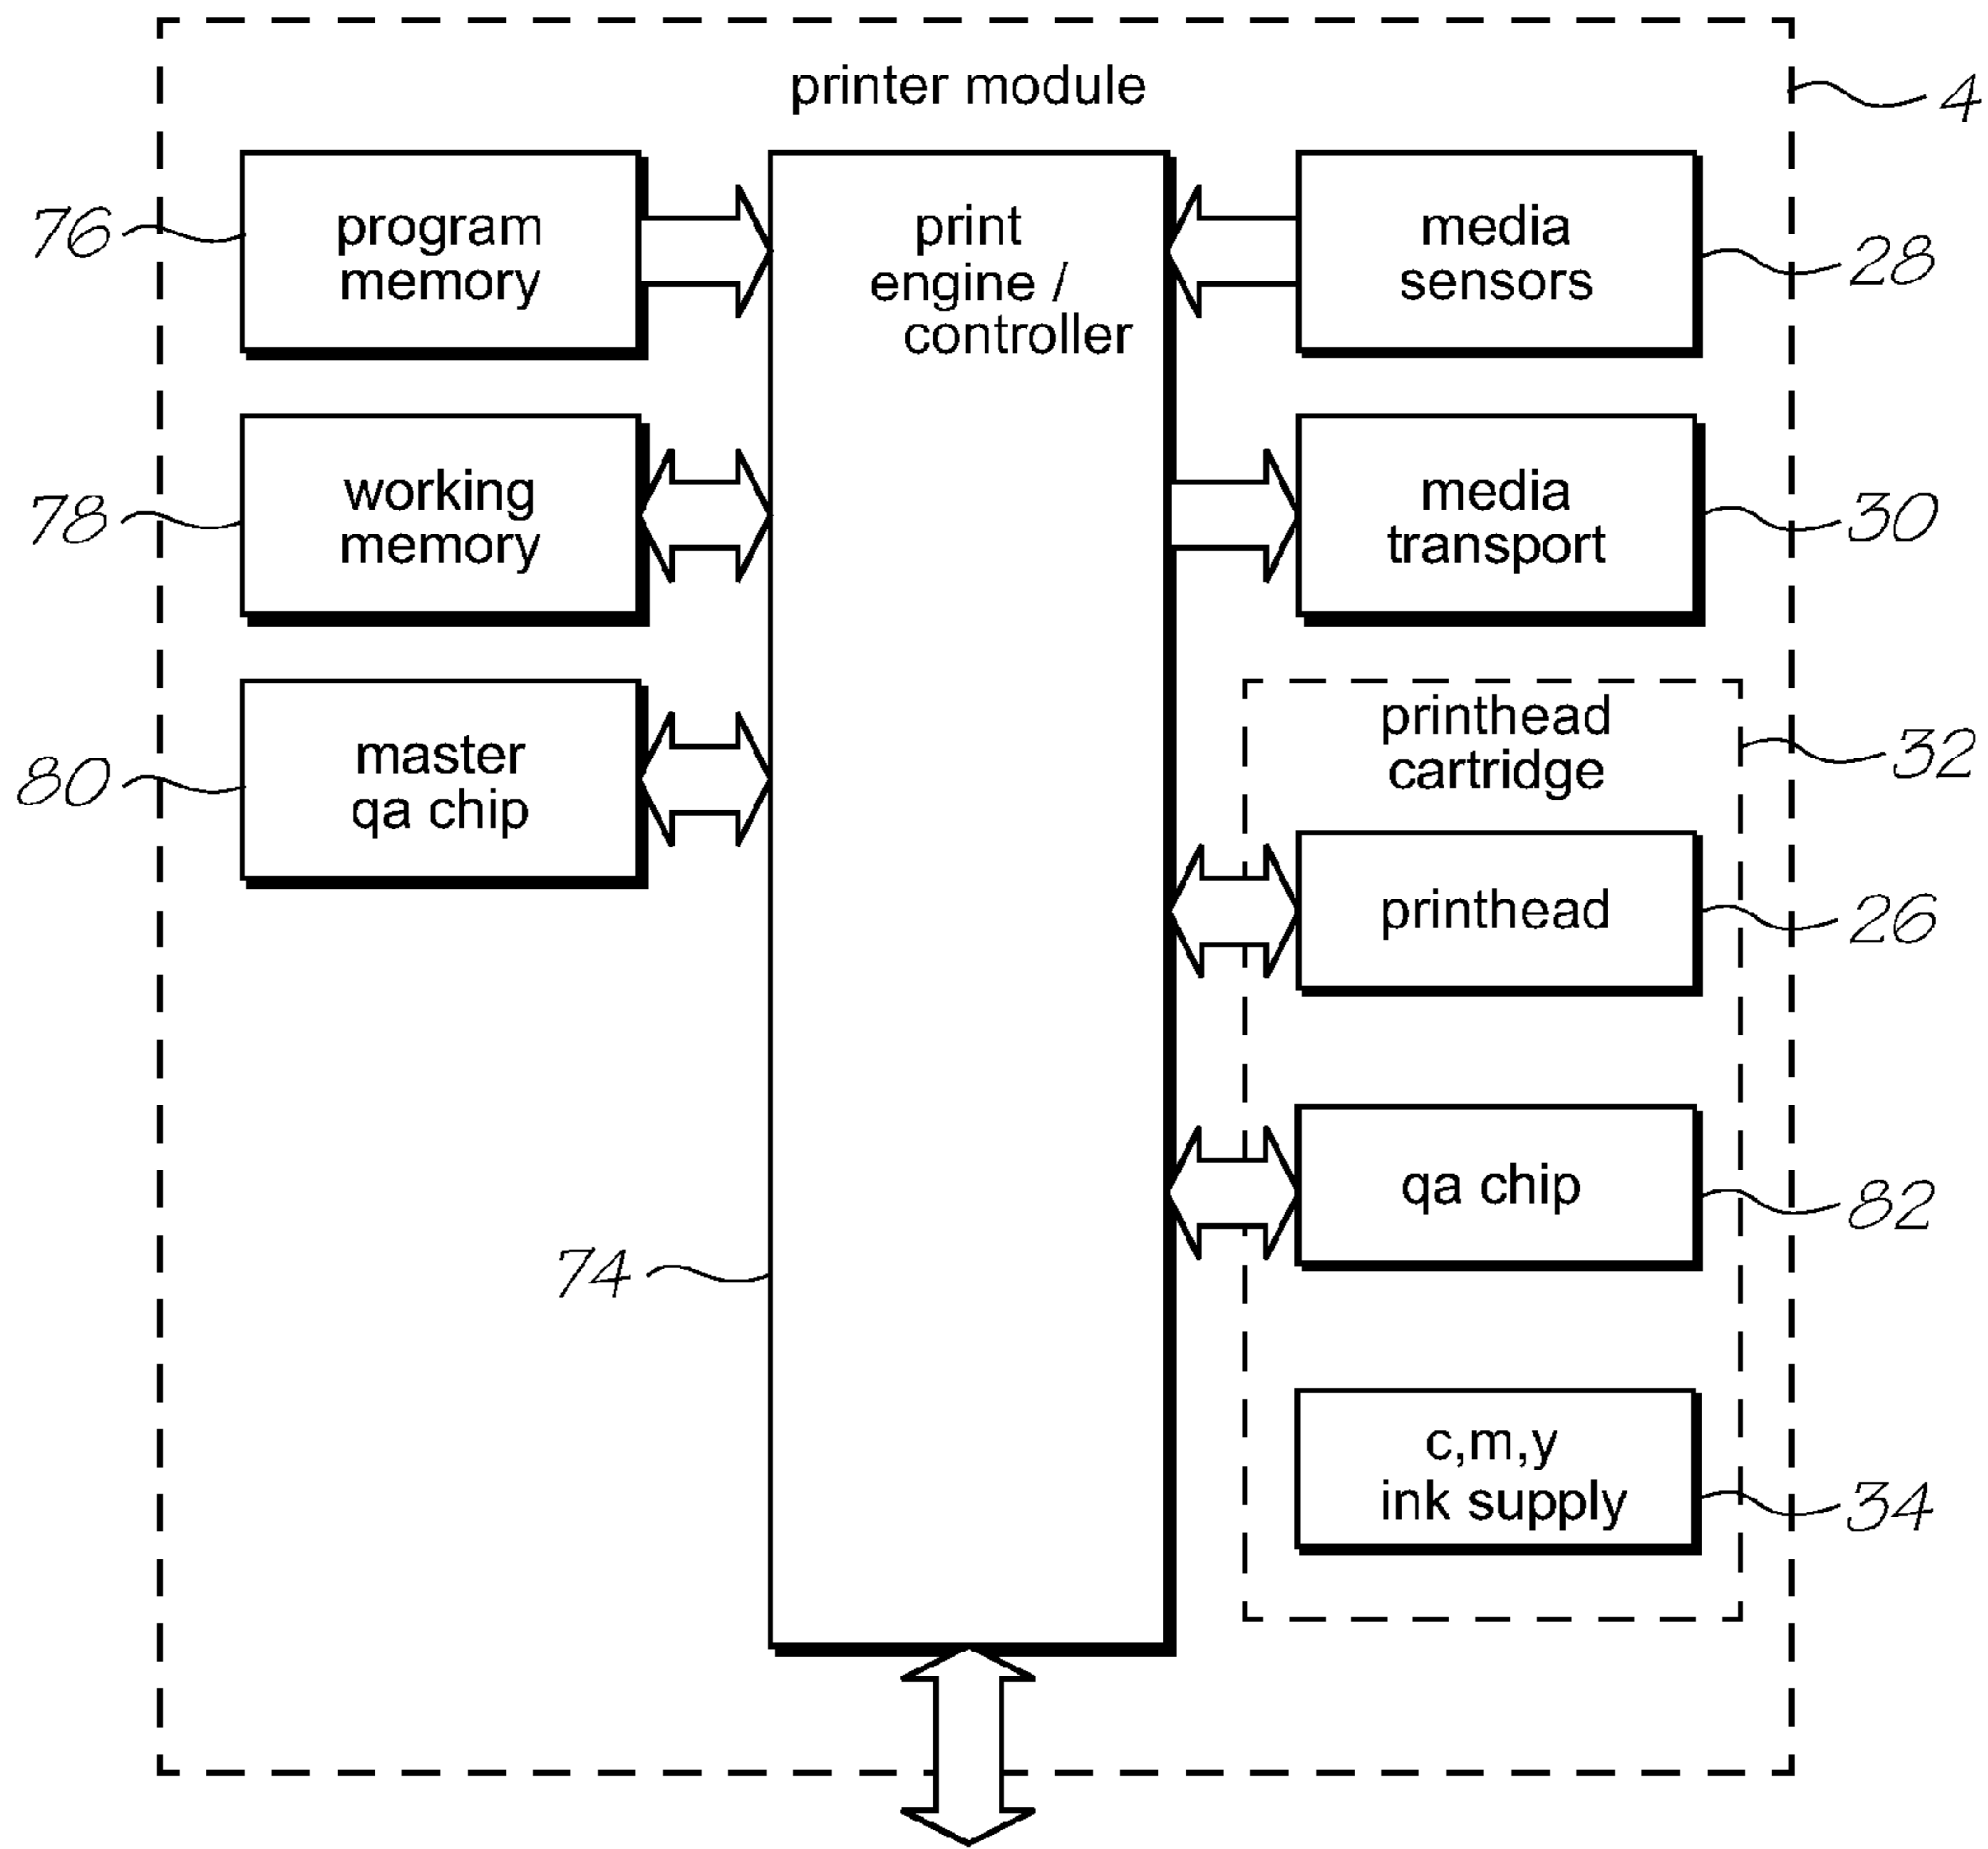 printer module
4
76
program
memory
print
engine /
controller
media
sensors
28
78
working
memory
media
transport
30
80
master
qa chip
printhead
cartridge
32
printhead
26
qa chip
82
74
c,m,y
ink supply
34